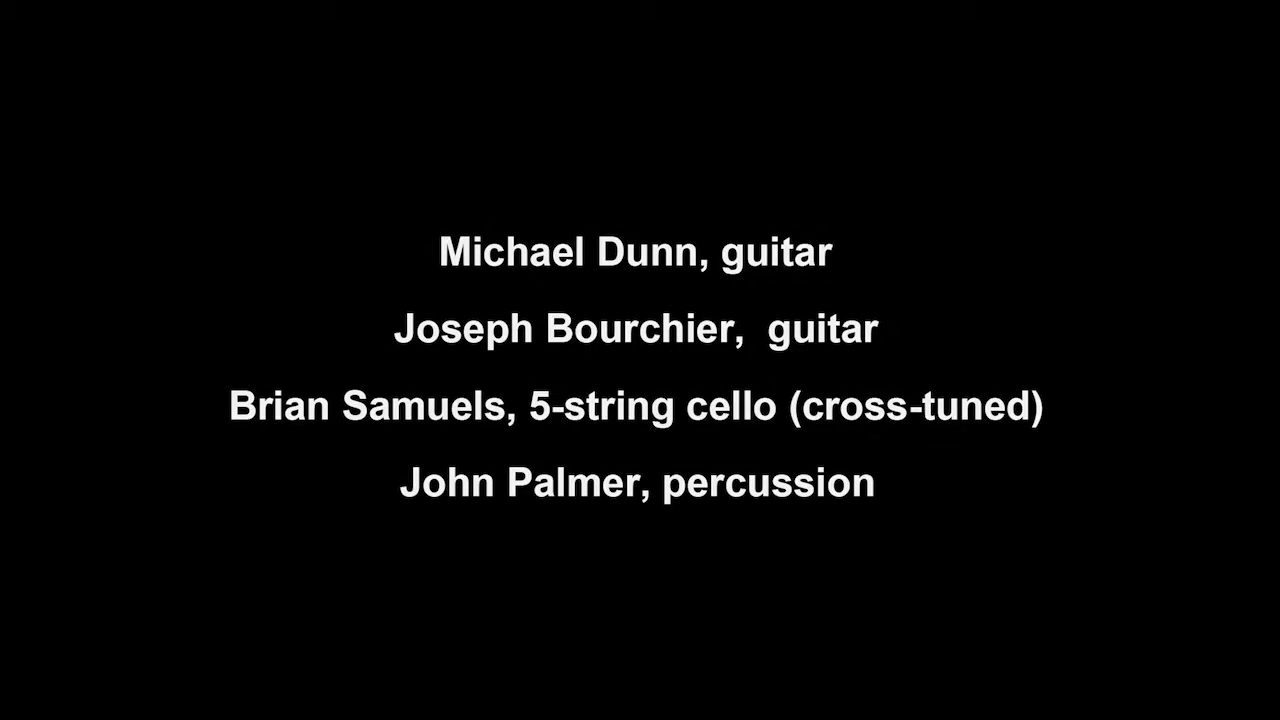 Michael Dunn, guitar
Joseph Bourchier,  guitar
Brian Samuels, 5-string cello (cross-tuned)
John Palmer, percussion